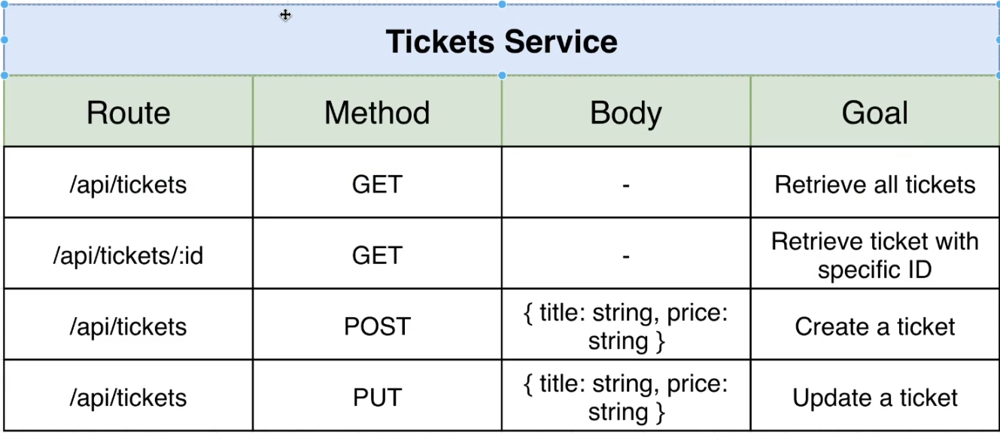 Tickets Service
Route Method Body Goal
/api/tickets GET - Retrieve all tickets
/api/tickets/:id GET - Retrieve ticket with
specific ID
/api/tickets POST { title: string, price:
string } Create a ticket
/api/tickets PUT { title: string, price:
string } Update a ticket